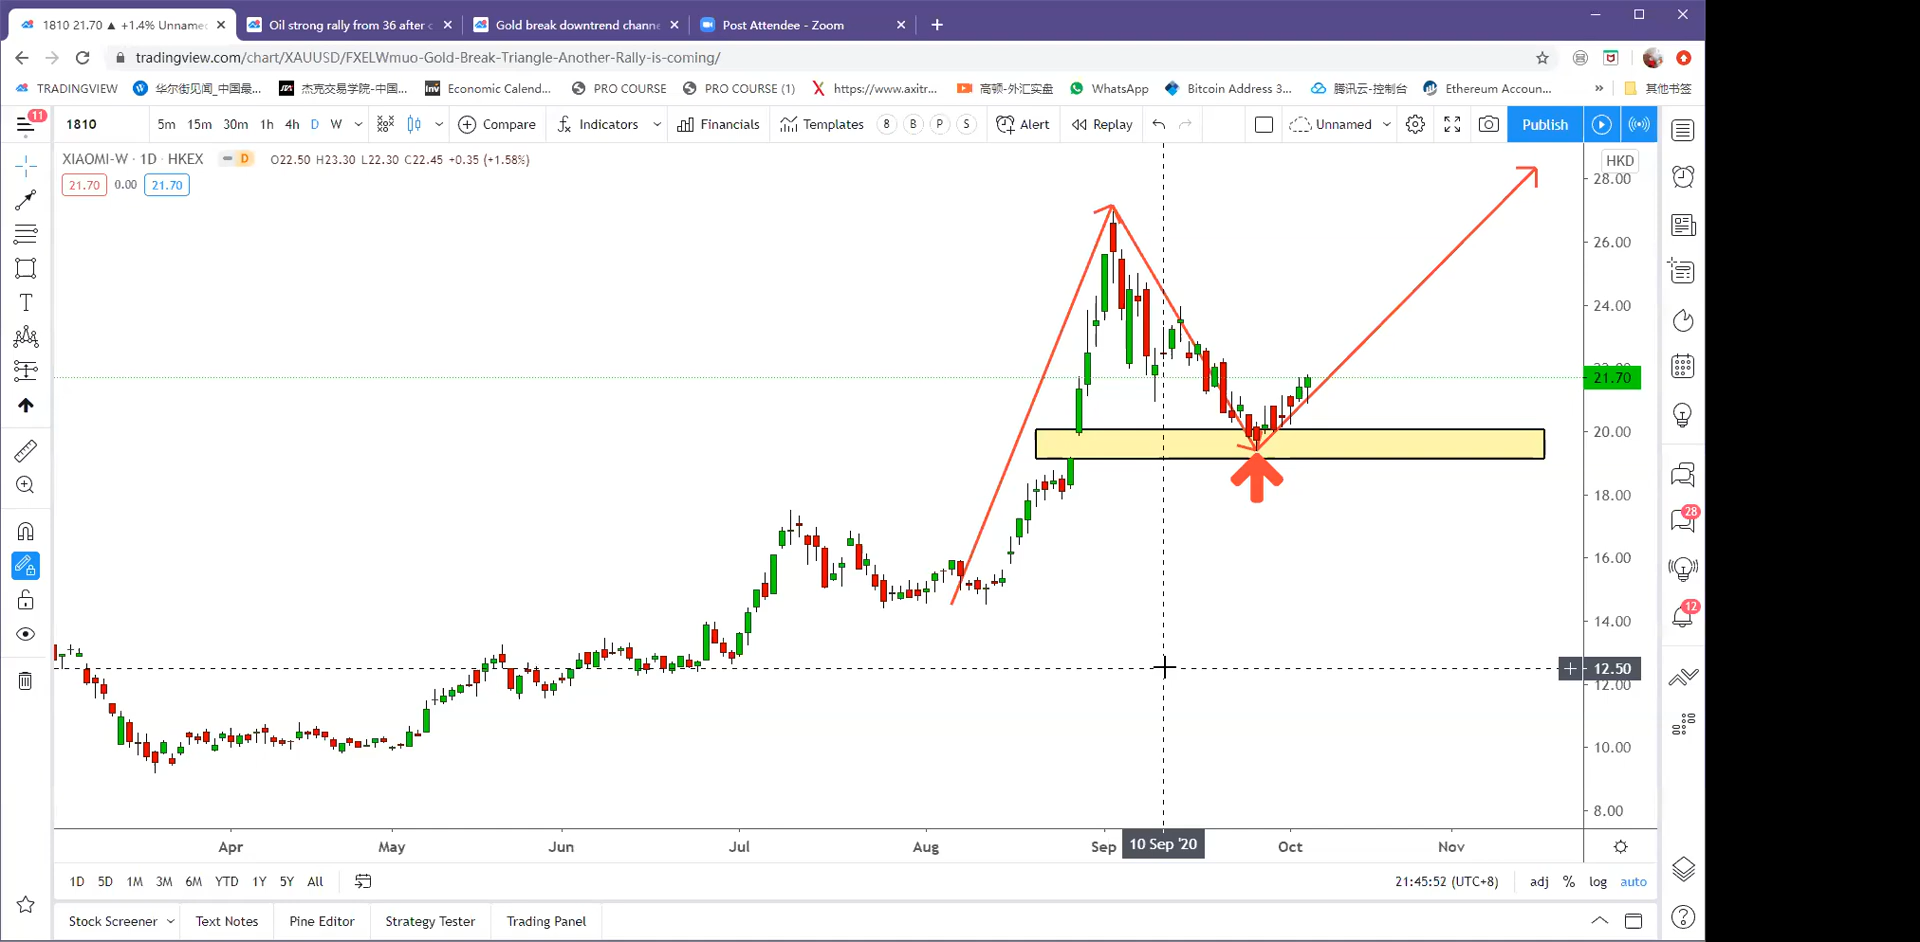 1810 21.70 ▲ +1.4% Unnamed
Oil strong rally from 36 after
Gold break downtrend chann
Post Attendee - Zoom
tradingview.com/chart/XAUUSD/FXELWmuo-Gold-Break-Triangle-Another-Rally-is-coming/
TRADINGVIEW
华尔街见闻_中国最...
杰克交易学院-中国...
Economic Calend...
PRO COURSE
PRO COURSE (1)
https://www.axitr...
高顿-外汇实盘
WhatsApp
Bitcoin Address 3...
腾讯云-控制台
Ethereum Accoun...
»
其他书签
11
1810
5m 15m 30m 1h 4h D W
Compare
Indicators
Financials
Templates
8 B P S
Alert
Replay
Unnamed
Publish
XIAOMI-W · 1D · HKEX
D
O22.50 H23.30 L22.30 C22.45 +0.35 (+1.58%)
21.70 0.00 21.70
HKD
28.00
26.00
24.00
21.70
20.00
18.00
16.00
14.00
12.50
12.00
10.00
8.00
28
12
Apr May Jun Jul Aug Sep 10 Sep '20 Oct Nov
1D 5D 1M 3M 6M YTD 1Y 5Y All
21:45:52 (UTC+8)
adj % log auto
Stock Screener
Text Notes
Pine Editor
Strategy Tester
Trading Panel